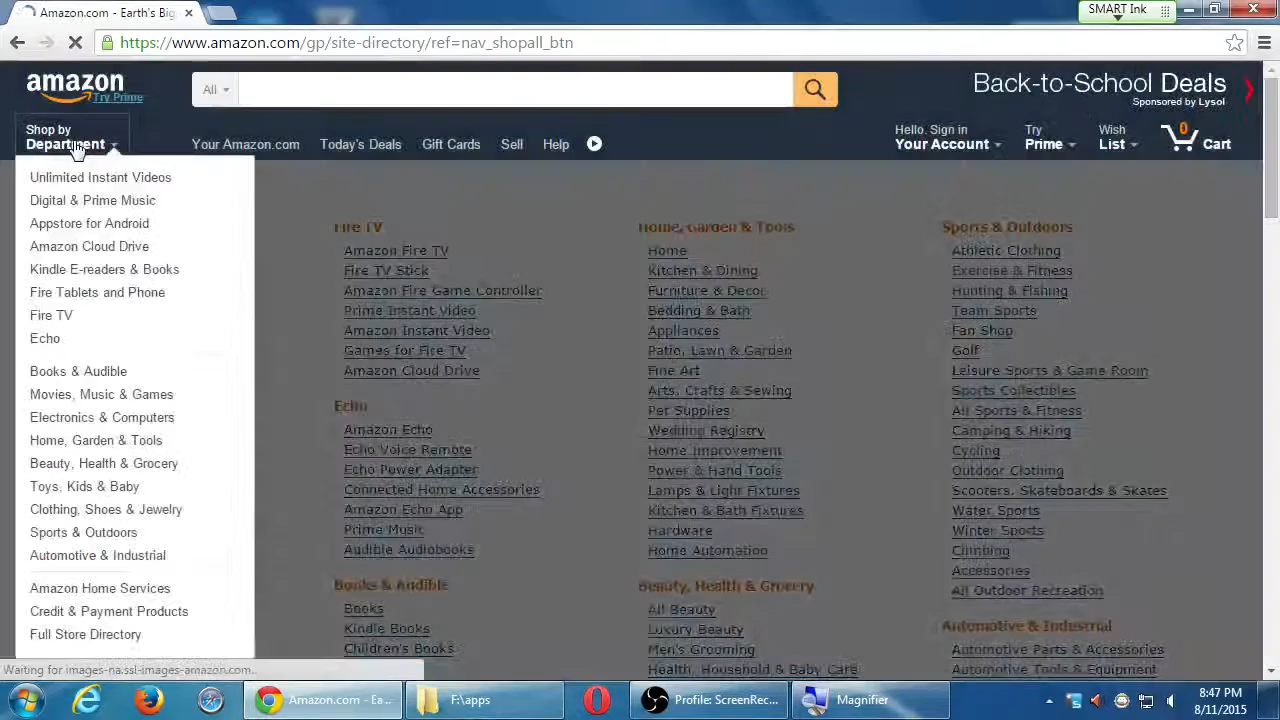 Amazon.com - Earth's Big
SMART Ink
https://www.amazon.com/gp/site-directory/ref=nav_shopall_btn
amazon
Try Prime
All
Back-to-School Deals
Sponsored by Lysol
Shop by
Department
Your Amazon.com
Today's Deals
Gift Cards
Sell
Help
Hello. Sign in
Your Account
Try
Prime
Wish
List
0
Cart
Unlimited Instant Videos
Digital & Prime Music
Appstore for Android
Amazon Cloud Drive
Kindle E-readers & Books
Fire Tablets and Phone
Fire TV
Echo
Books & Audible
Movies, Music & Games
Electronics & Computers
Home, Garden & Tools
Beauty, Health & Grocery
Toys, Kids & Baby
Clothing, Shoes & Jewelry
Sports & Outdoors
Automotive & Industrial
Amazon Home Services
Credit & Payment Products
Full Store Directory
Fire TV
Amazon Fire TV
Fire TV Stick
Amazon Fire Game Controller
Prime Instant Video
Amazon Instant Video
Games for Fire TV
Amazon Cloud Drive
Echo
Amazon Echo
Echo Voice Remote
Echo Power Adapter
Connected Home Accessories
Amazon Echo App
Prime Music
Audible Audiobooks
Books & Audible
Books
Kindle Books
Children's Books
Home, Garden & Tools
Home
Kitchen & Dining
Furniture & Decor
Bedding & Bath
Appliances
Patio, Lawn & Garden
Fine Art
Arts, Crafts & Sewing
Pet Supplies
Wedding Registry
Home Improvement
Power & Hand Tools
Lamps & Light Fixtures
Kitchen & Bath Fixtures
Hardware
Home Automation
Beauty, Health & Grocery
All Beauty
Luxury Beauty
Men's Grooming
Health, Household & Baby Care
Sports & Outdoors
Athletic Clothing
Exercise & Fitness
Hunting & Fishing
Team Sports
Fan Shop
Golf
Leisure Sports & Game Room
Sports Collectibles
All Sports & Fitness
Camping & Hiking
Cycling
Outdoor Clothing
Scooters, Skateboards & Skates
Water Sports
Winter Sports
Climbing
Accessories
All Outdoor Recreation
Automotive & Industrial
Automotive Parts & Accessories
Automotive Tools & Equipment
Waiting for images-na.ssl-images-amazon.com...
Amazon.com - Ea...
F:\apps
Profile: ScreenRec...
Magnifier
8:47 PM
8/11/2015